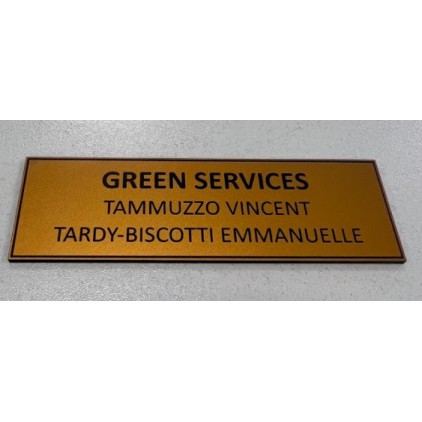 GREEN SERVICES
TAMMUZZO VINCENT
TARDY-BISCOTTI EMMANUELLE